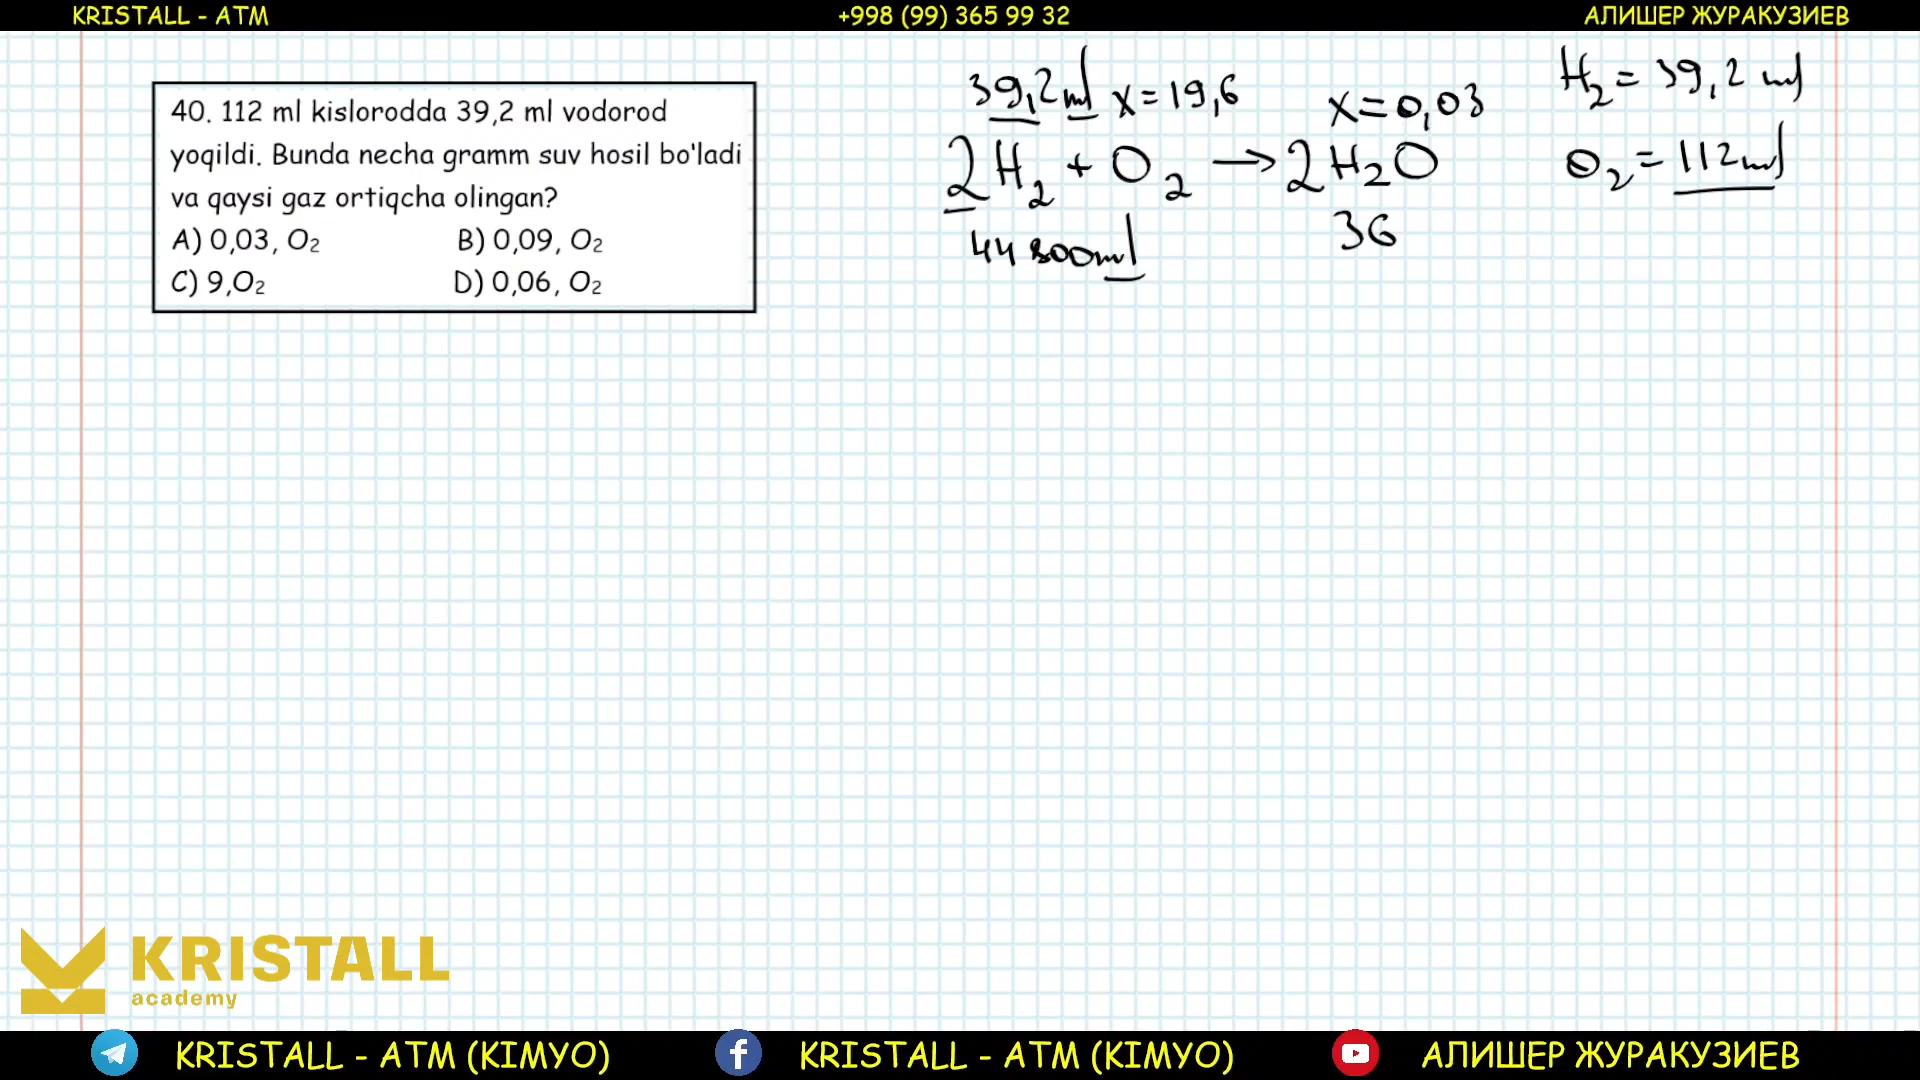 KRISTALL - ATM
+998 (99) 365 99 32
АЛИШЕР ЖУРАКУЗИЕВ
40. 112 ml kislorodda 39,2 ml vodorod
yoqildi. Bunda necha gramm suv hosil bo'ladi
va qaysi gaz ortiqcha olingan?
A) 0,03, O₂ B) 0,09, O₂
C) 9,O₂ D) 0,06, O₂
39,2 ml x=19,6 x=0,03
2H₂ + O₂ → 2H₂O
44800ml 36
H₂ = 39,2 ml
O₂ = 112ml
KRISTALL
academy
KRISTALL - ATM (KIMYO)
KRISTALL - ATM (KIMYO)
АЛИШЕР ЖУРАКУЗИЕВ